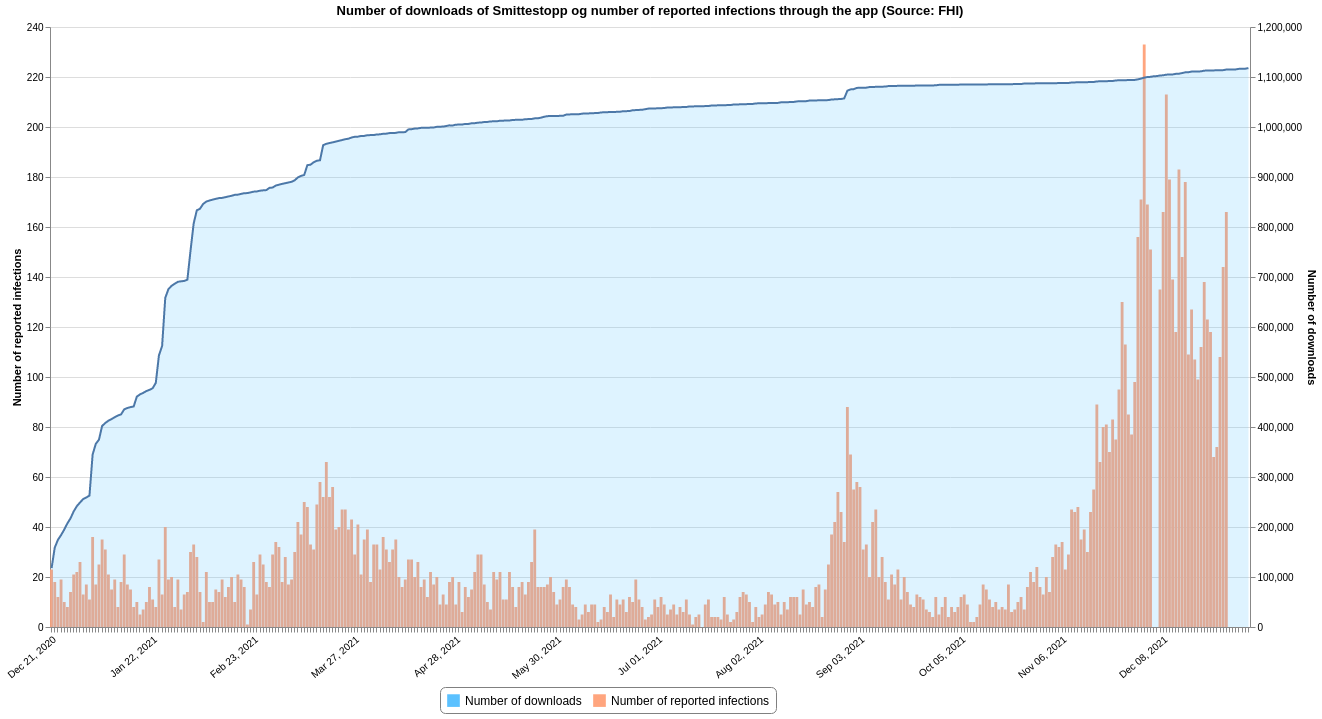 Number of downloads of Smittestopp og number of reported infections through the app (Source: FHI)
240
220
200
180
160
140
120
100
80
60
40
20
0
Number of reported infections
1,200,000
1,100,000
1,000,000
900,000
800,000
700,000
600,000
500,000
400,000
300,000
200,000
100,000
0
Number of downloads
Dec 21, 2020
Jan 22, 2021
Feb 23, 2021
Mar 27, 2021
Apr 28, 2021
May 30, 2021
Jul 01, 2021
Aug 02, 2021
Sep 03, 2021
Oct 05, 2021
Nov 06, 2021
Dec 08, 2021
Number of downloads
Number of reported infections